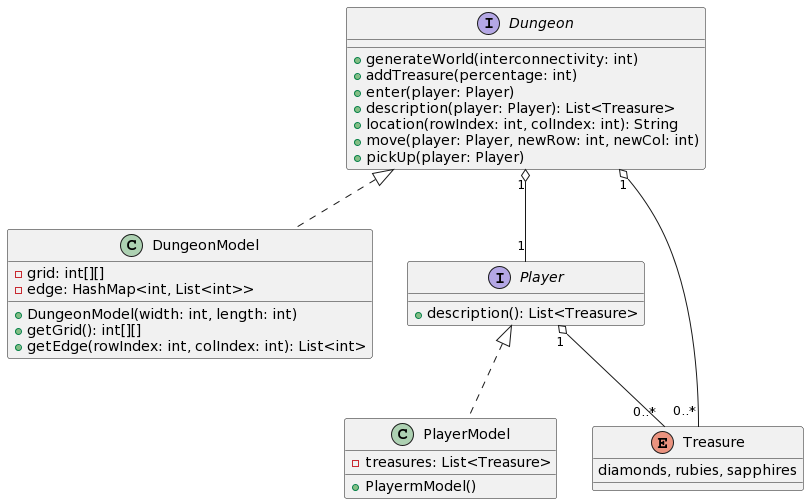 I Dungeon
generateWorld(interconnectivity: int)
addTreasure(percentage: int)
enter(player: Player)
description(player: Player): List<Treasure>
location(rowIndex: int, colIndex: int): String
move(player: Player, newRow: int, newCol: int)
pickUp(player: Player)
1
1
C DungeonModel
grid: int[][]
edge: HashMap<int, List<int>>
DungeonModel(width: int, length: int)
getGrid(): int[][]
getEdge(rowIndex: int, colIndex: int): List<int>
1
I Player
description(): List<Treasure>
1
0..*
0..*
C PlayerModel
treasures: List<Treasure>
PlayermModel()
E Treasure
diamonds, rubies, sapphires